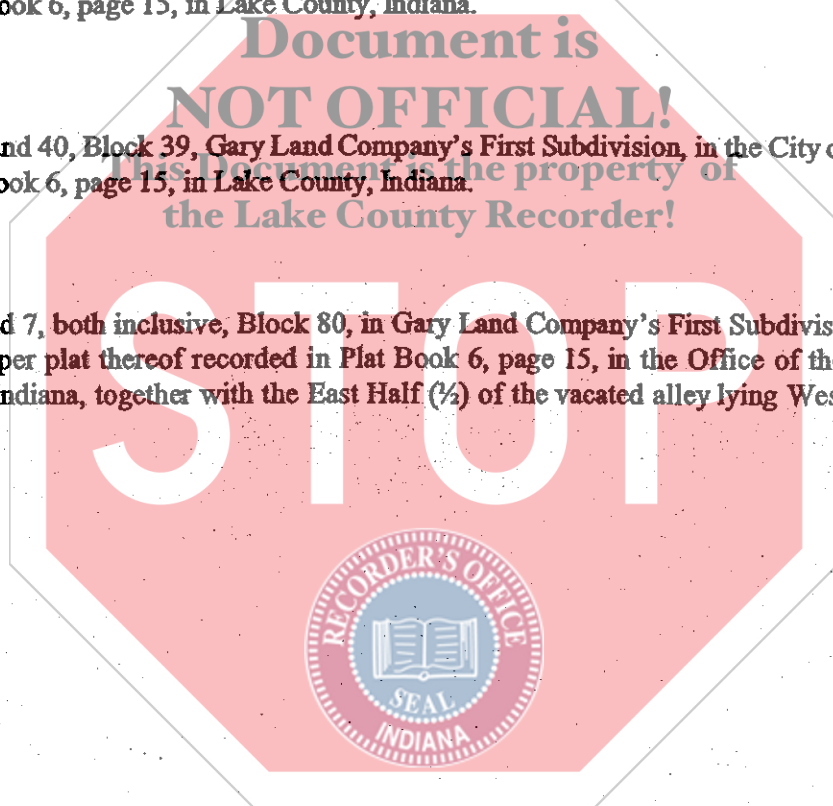 ook 6, page 15, in Lake County, Indiana.
Document is
NOT OFFICIAL!
nd 40, Block 39, Gary Land Company's First Subdivision, in the City
This Document is the property of
ook 6, page 15, in Lake County, Indiana.
the Lake County Recorder!
STOP
d 7, both inclusive, Block 80, in Gary Land Company's First Subdivis
per plat thereof recorded in Plat Book 6, page 15, in the Office of th
ndiana, together with the East Half (½) of the vacated alley lying Wes
RECORDER'S OFFICE
SEAL
INDIANA